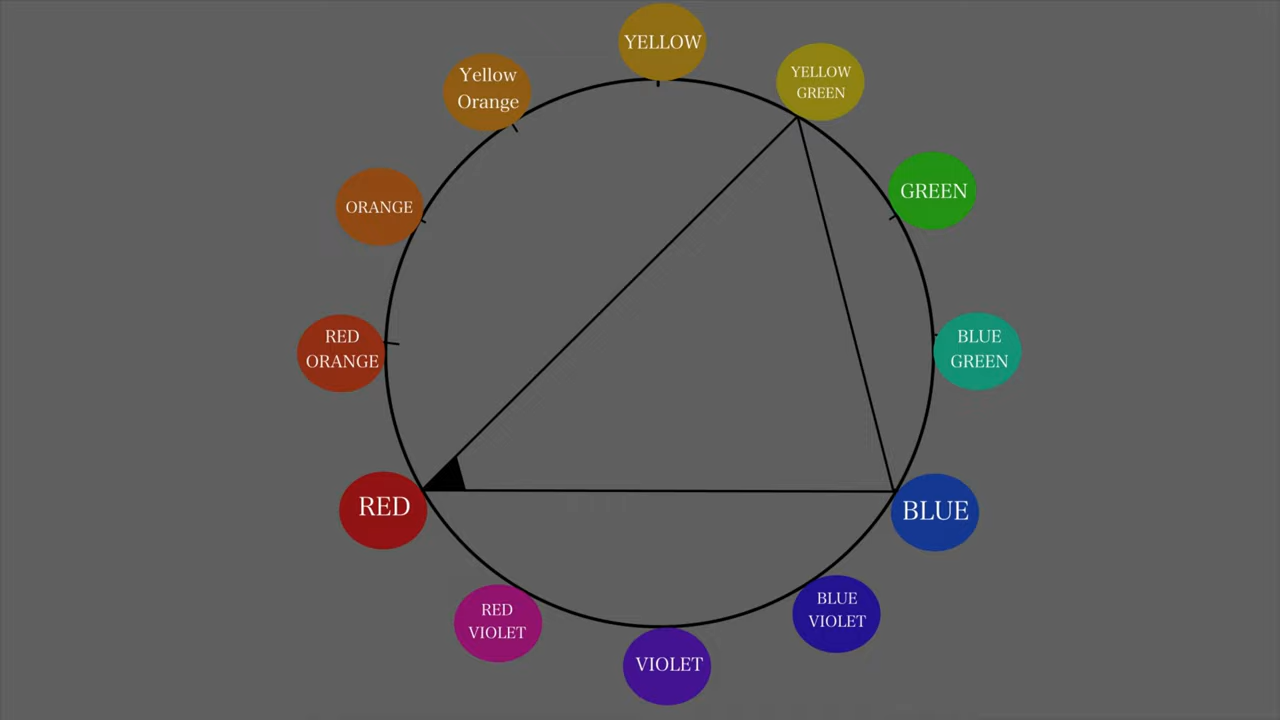 YELLOW
YELLOW
GREEN
Yellow
Orange
GREEN
ORANGE
BLUE
GREEN
RED
ORANGE
RED
BLUE
RED
VIOLET
BLUE
VIOLET
VIOLET